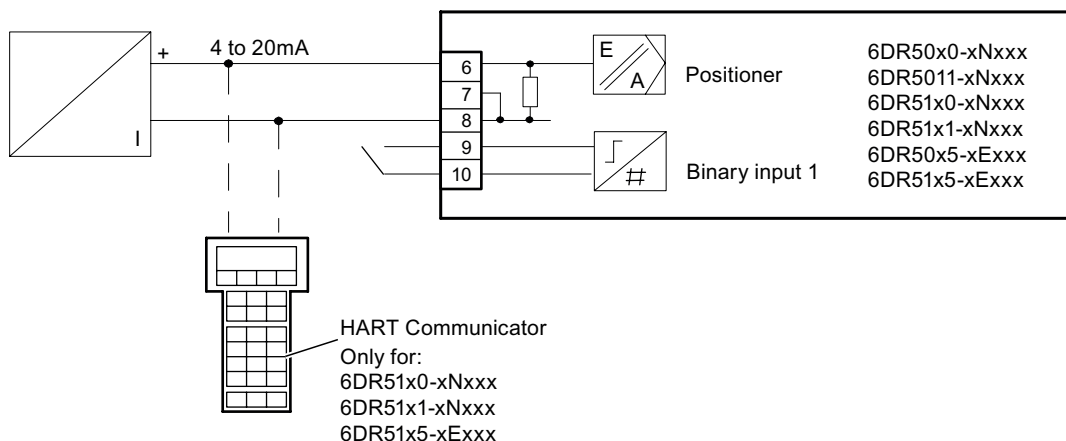 +
4 to 20mA
I
6
7
8
9
10
E
A
Positioner
#
Binary input 1
6DR50x0-xNxxx
6DR5011-xNxxx
6DR51x0-xNxxx
6DR51x1-xNxxx
6DR50x5-xExxx
6DR51x5-xExxx
HART Communicator
Only for:
6DR51x0-xNxxx
6DR51x1-xNxxx
6DR51x5-xExxx